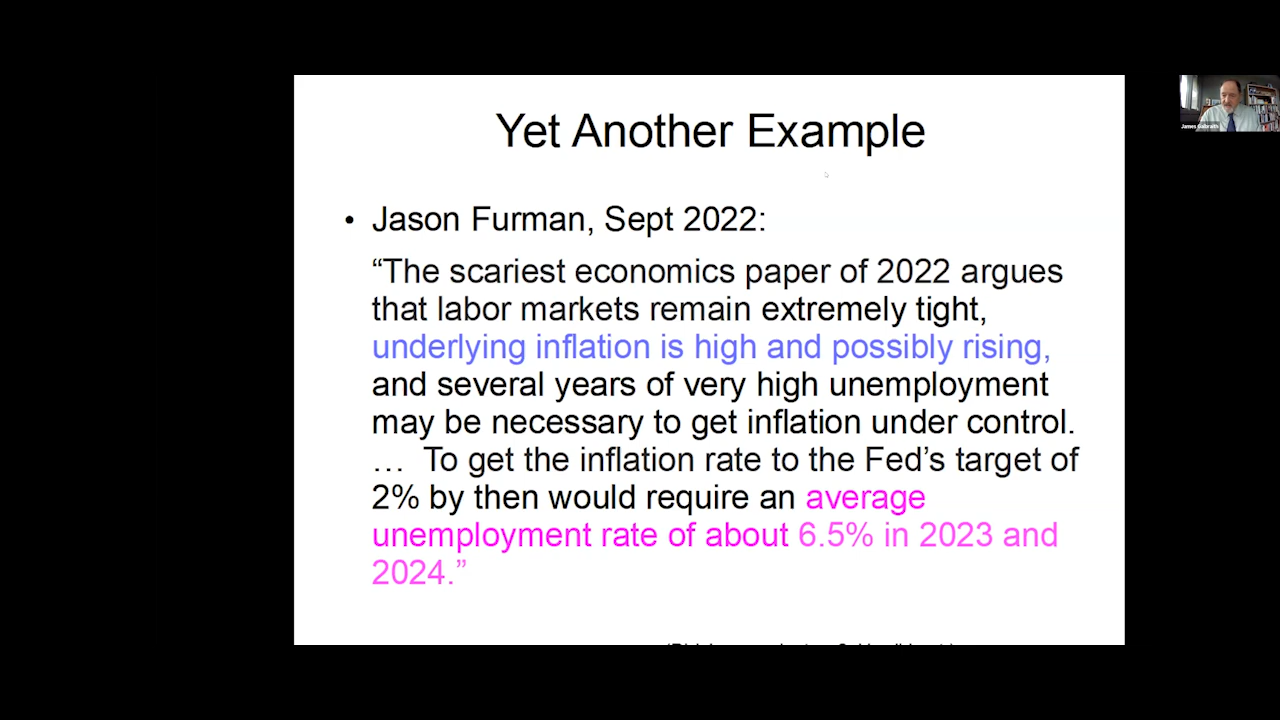 Yet Another Example
• Jason Furman, Sept 2022:
“The scariest economics paper of 2022 argues
that labor markets remain extremely tight,
underlying inflation is high and possibly rising,
and several years of very high unemployment
may be necessary to get inflation under control.
… To get the inflation rate to the Fed’s target of
2% by then would require an average
unemployment rate of about 6.5% in 2023 and
2024.”
James Galbraith